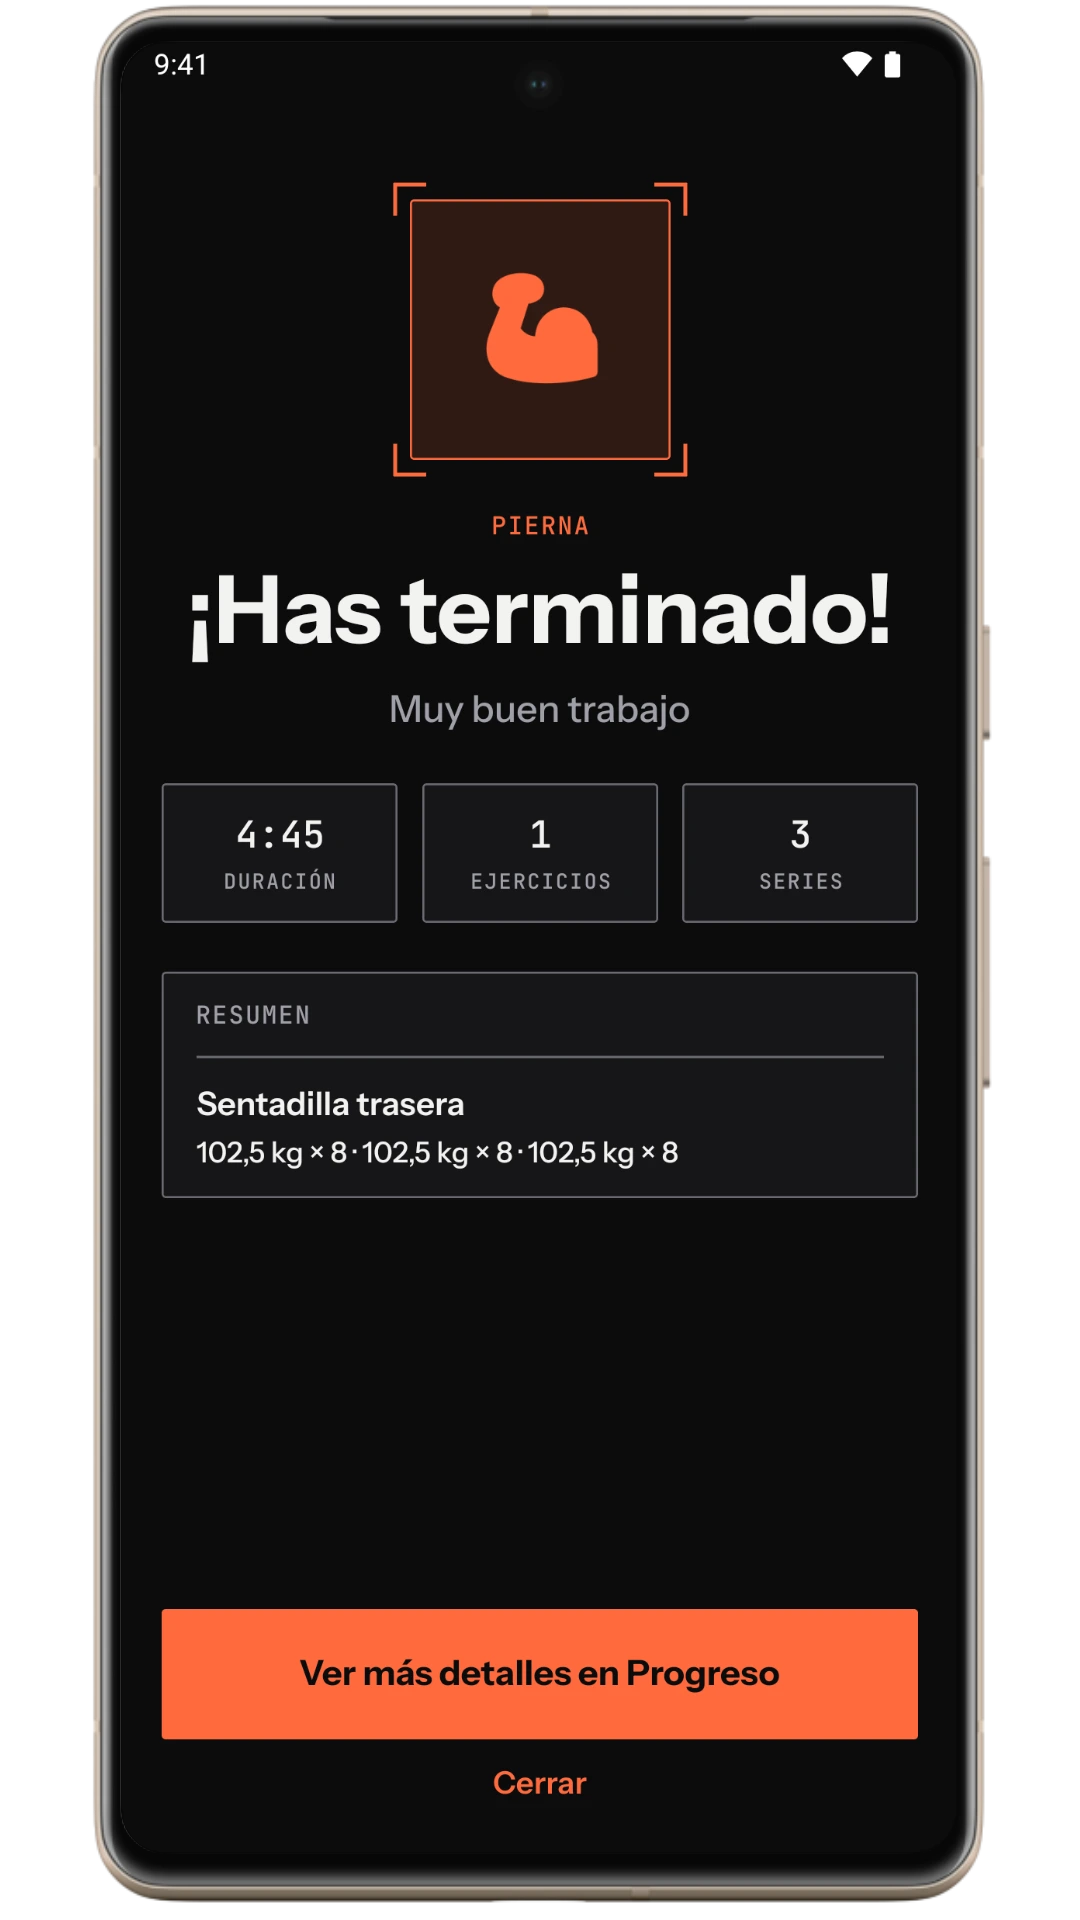 9:41
PIERNA
¡Has terminado!
Muy buen trabajo
4:45
DURACIÓN
1
EJERCICIOS
3
SERIES
RESUMEN
Sentadilla trasera
102,5 kg × 8 · 102,5 kg × 8 · 102,5 kg × 8
Ver más detalles en Progreso
Cerrar